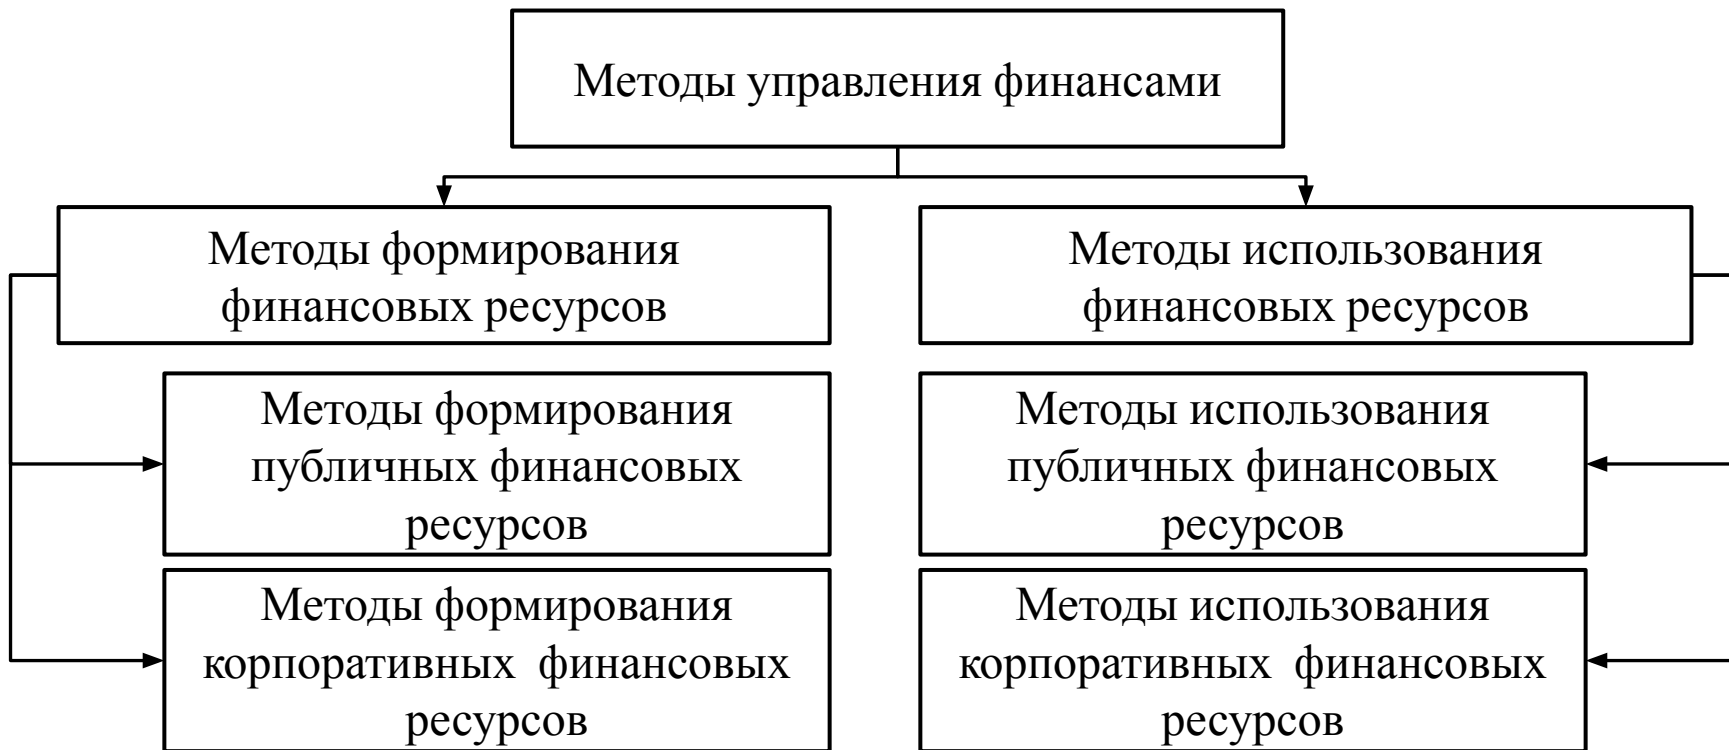 Методы управления финансами
Методы формирования
финансовых ресурсов
Методы использования
финансовых ресурсов
Методы формирования
публичных финансовых
ресурсов
Методы использования
публичных финансовых
ресурсов
Методы формирования
корпоративных финансовых
ресурсов
Методы использования
корпоративных финансовых
ресурсов